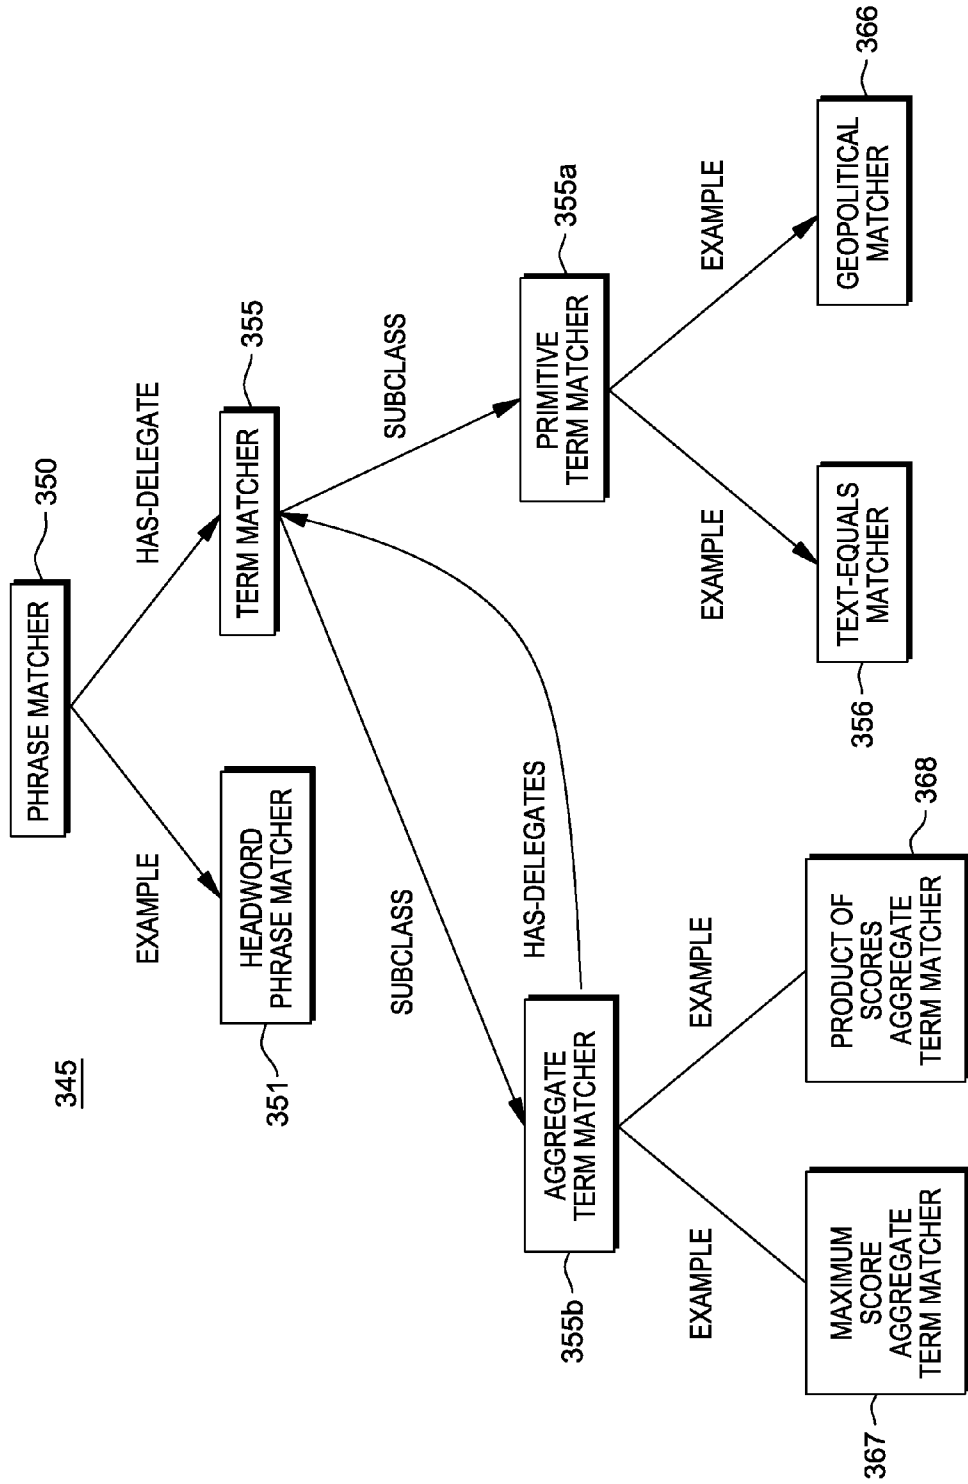 345
PHRASE MATCHER
350
EXAMPLE
HAS-DELEGATE
351
HEADWORD
PHRASE MATCHER
TERM MATCHER
355
SUBCLASS
HAS-DELEGATES
SUBCLASS
355b
AGGREGATE
TERM MATCHER
PRIMITIVE
TERM MATCHER
355a
EXAMPLE
EXAMPLE
EXAMPLE
EXAMPLE
367
MAXIMUM
SCORE
AGGREGATE
TERM MATCHER
PRODUCT OF
SCORES
AGGREGATE
TERM MATCHER
368
356
TEXT-EQUALS
MATCHER
GEOPOLITICAL
MATCHER
366